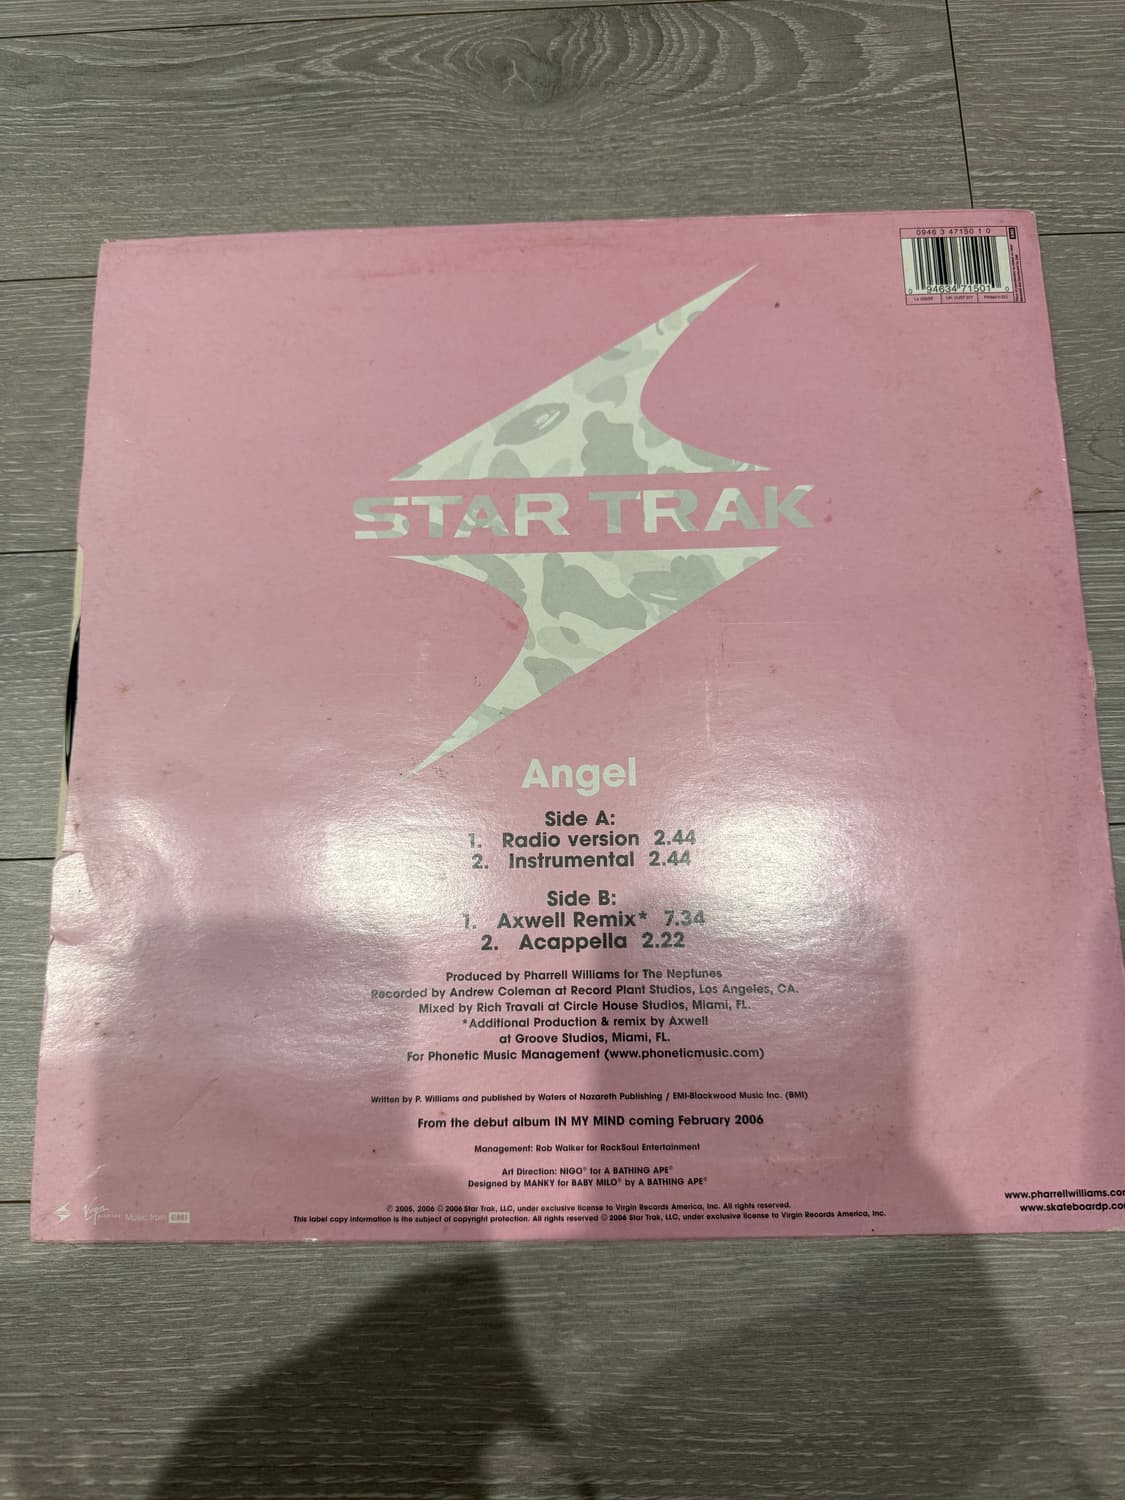 0946 3 47150 1 0
0 94634 71501 0
STAR TRAK
Angel
Side A:
1. Radio version 2.44
2. Instrumental 2.44
Side B:
1. Axwell Remix* 7.34
2. Acappella 2.22
Produced by Pharrell Williams for The Neptunes
Recorded by Andrew Coleman at Record Plant Studios, Los Angeles, CA.
Mixed by Rich Travali at Circle House Studios, Miami, FL.
*Additional Production & remix by Axwell
at Groove Studios, Miami, FL.
For Phonetic Music Management (www.phoneticmusic.com)
Written by P. Williams and published by Waters of Nazareth Publishing / EMI-Blackwood Music Inc. (BMI)
From the debut album IN MY MIND coming February 2006
Management: Rob Walker for RockSoul Entertainment
Art Direction: NIGO® for A BATHING APE®
Designed by MANKY for BABY MILO® by A BATHING APE®
℗ 2005, 2006 © 2006 Star Trak, LLC, under exclusive license to Virgin Records America, Inc. All rights reserved.
This label copy information is the subject of copyright protection. All rights reserved © 2006 Star Trak, LLC, under exclusive license to Virgin Records America, Inc.
Virgin Music from EMI
www.pharrellwilliams.com
www.skateboardp.com